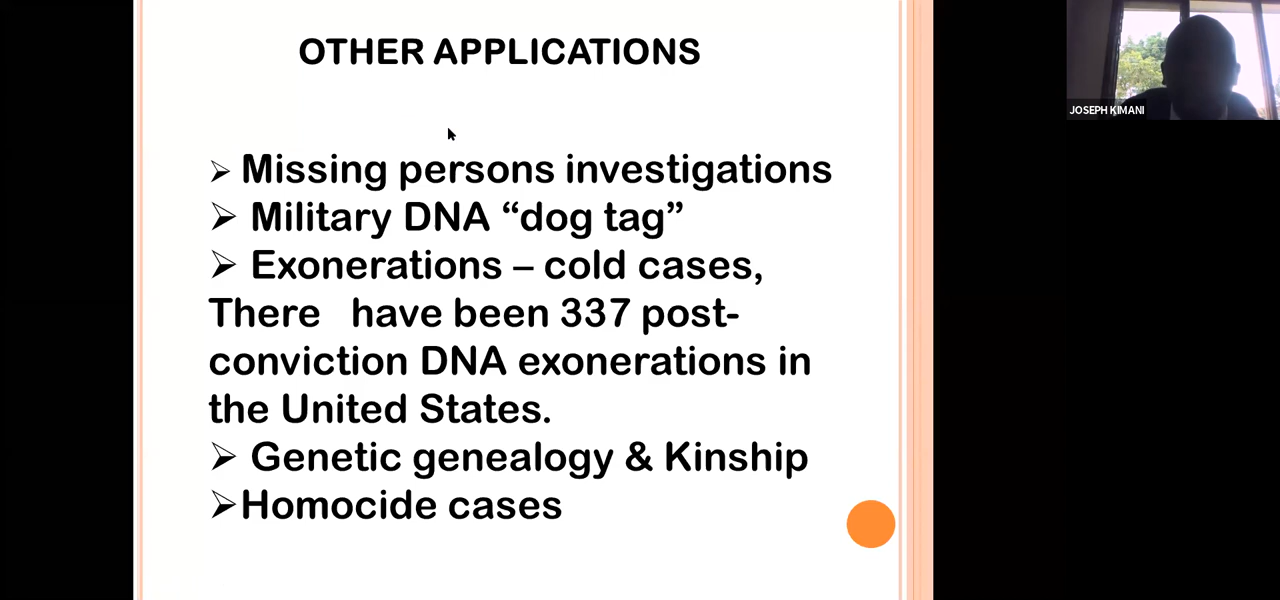 OTHER APPLICATIONS
JOSEPH KIMANI
➢ Missing persons investigations
➢ Military DNA “dog tag”
➢ Exonerations – cold cases,
There have been 337 post-
conviction DNA exonerations in
the United States.
➢ Genetic genealogy & Kinship
➢Homocide cases